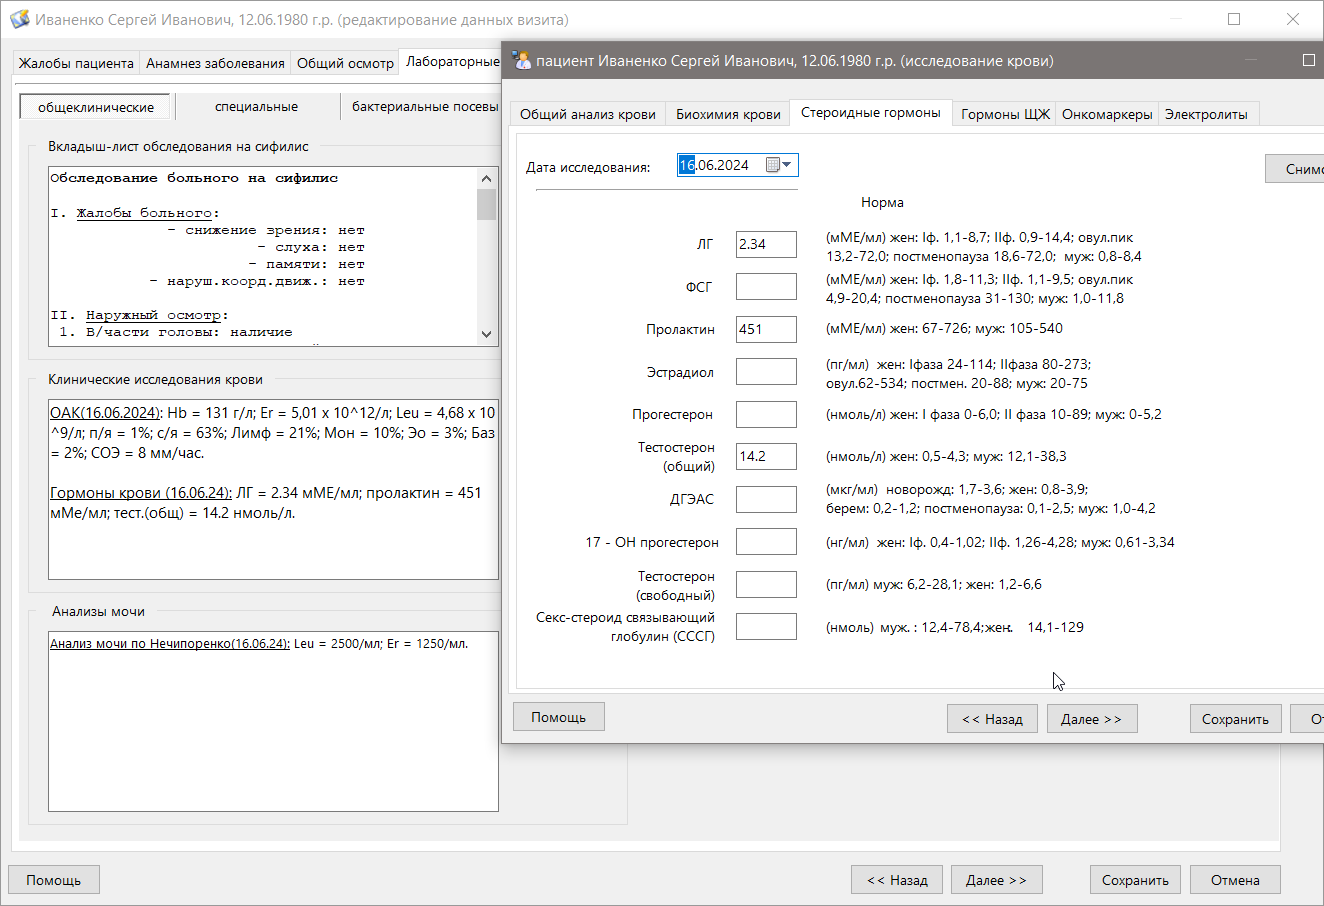 Иваненко Сергей Иванович, 12.06.1980 г.р. (редактирование данных визита)
Жалобы пациента
Анамнез заболевания
Общий осмотр
Лабораторные
общеклинические
специальные
бактериальные посевы
Вкладыш-лист обследования на сифилис
Обследование больного на сифилис
I. Жалобы больного:
- снижение зрения: нет
- слуха: нет
- памяти: нет
- наруш.коорд.движ.: нет
II. Наружный осмотр:
1. В/части головы: наличие
Клинические исследования крови
ОАК(16.06.2024): Hb = 131 г/л; Er = 5,01 x 10^12/л; Leu = 4,68 x 10
^9/л; п/я = 1%; с/я = 63%; Лимф = 21%; Мон = 10%; Эо = 3%; Баз
= 2%; СОЭ = 8 мм/час.
Гормоны крови (16.06.24): ЛГ = 2.34 мМЕ/мл; пролактин = 451
мМе/мл; тест.(общ) = 14.2 нмоль/л.
Анализы мочи
Анализ мочи по Нечипоренко(16.06.24): Leu = 2500/мл; Er = 1250/мл.
Помощь
<< Назад
Далее >>
Сохранить
Отмена
пациент Иваненко Сергей Иванович, 12.06.1980 г.р. (исследование крови)
Общий анализ крови
Биохимия крови
Стероидные гормоны
Гормоны ЩЖ
Онкомаркеры
Электролиты
Дата исследования: 16.06.2024
Снимо
Норма
ЛГ 2.34 (мМЕ/мл) жен: Iф. 1,1-8,7; IIф. 0,9-14,4; овул.пик
13,2-72,0; постменопауза 18,6-72,0; муж: 0,8-8,4
ФСГ (мМЕ/мл) жен: Iф. 1,8-11,3; IIф. 1,1-9,5; овул.пик
4,9-20,4; постменопауза 31-130; муж: 1,0-11,8
Пролактин 451 (мМЕ/мл) жен: 67-726; муж: 105-540
Эстрадиол (пг/мл) жен: Iфаза 24-114; IIфаза 80-273;
овул.62-534; постмен. 20-88; муж: 20-75
Прогестерон (нмоль/л) жен: I фаза 0-6,0; II фаза 10-89; муж: 0-5,2
Тестостерон
(общий) 14.2 (нмоль/л) жен: 0,5-4,3; муж: 12,1-38,3
ДГЭАС (мкг/мл) новорожд: 1,7-3,6; жен: 0,8-3,9;
берем: 0,2-1,2; постменопауза: 0,1-2,5; муж: 1,0-4,2
17 - ОН прогестерон (нг/мл) жен: Iф. 0,4-1,02; IIф. 1,26-4,28; муж: 0,61-3,34
Тестостерон
(свободный) (пг/мл) муж: 6,2-28,1; жен: 1,2-6,6
Секс-стероид связывающий
глобулин (СССГ) (нмоль) муж. : 12,4-78,4;жен:. 14,1-129
Помощь
<< Назад
Далее >>
Сохранить
От